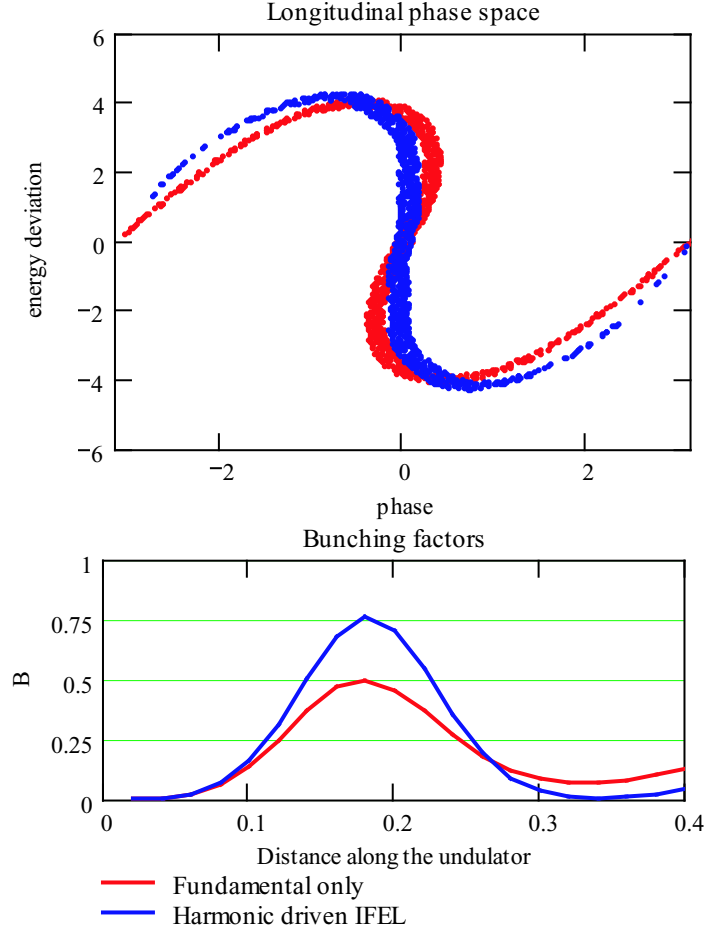 Longitudinal phase space
6
4
2
0
−2
−4
−6
energy deviation
−2 0 2
phase
Bunching factors
1
0.75
0.5
0.25
0
B
0 0.1 0.2 0.3 0.4
Distance along the undulator
Fundamental only
Harmonic driven IFEL